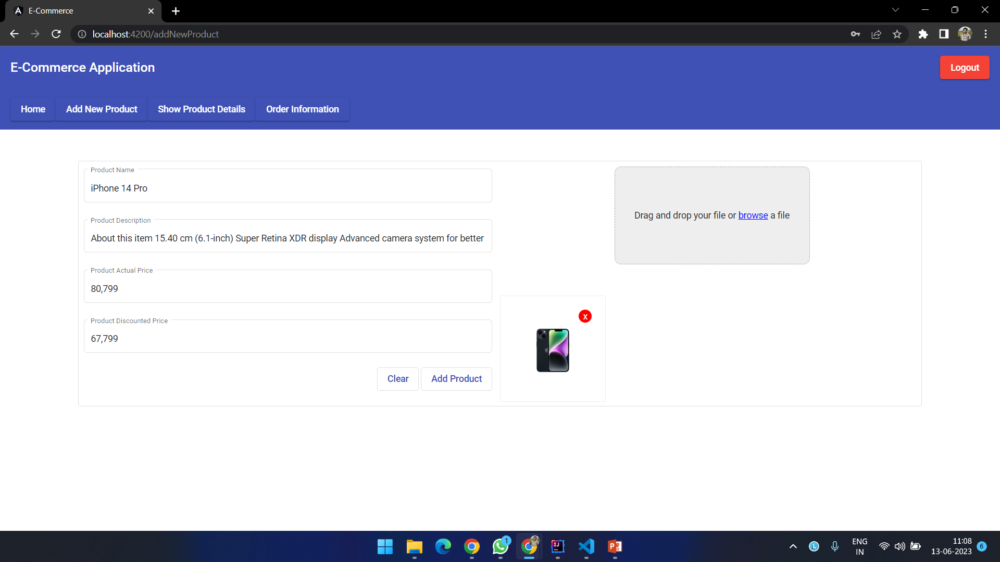 E-Commerce
localhost:4200/addNewProduct
E-Commerce Application
Logout
Home Add New Product Show Product Details Order Information
Product Name
iPhone 14 Pro
Drag and drop your file or browse a file
Product Description
About this item 15.40 cm (6.1-inch) Super Retina XDR display Advanced camera system for better
Product Actual Price
80,799
x
Product Discounted Price
67,799
Clear Add Product
1
IJ
P
L
ENG
IN
11:08
13-06-2023
6